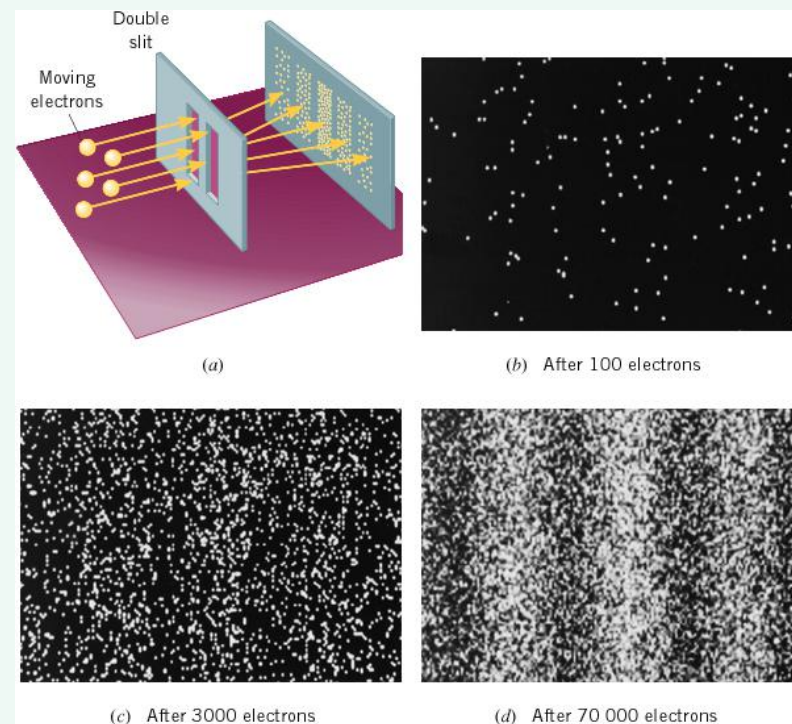 Double
slit
Moving
electrons
(a)
(b) After 100 electrons
(c) After 3000 electrons
(d) After 70 000 electrons